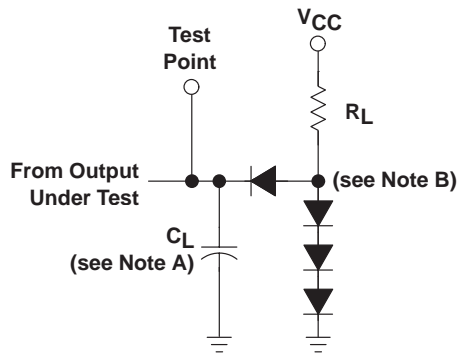 Test
Point
VCC
RL
From Output
Under Test
(see Note B)
CL
(see Note A)